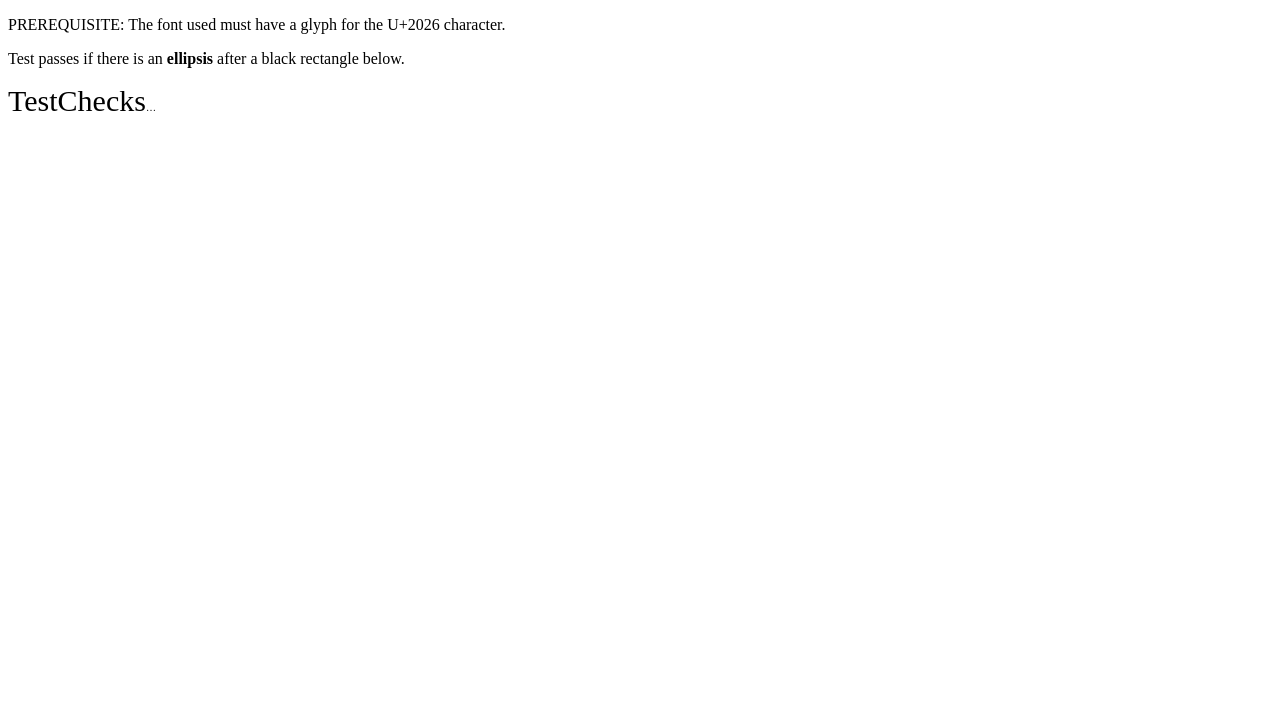 PREREQUISITE: The font used must have a glyph for the U+2026 character.
Test passes if there is an ellipsis after a black rectangle below.
TestChecks…